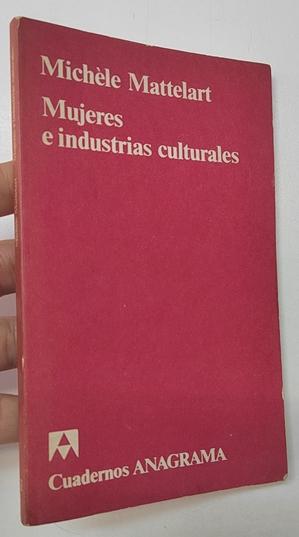 Michèle Mattelart
Mujeres
e industrias culturales
Cuadernos ANAGRAMA